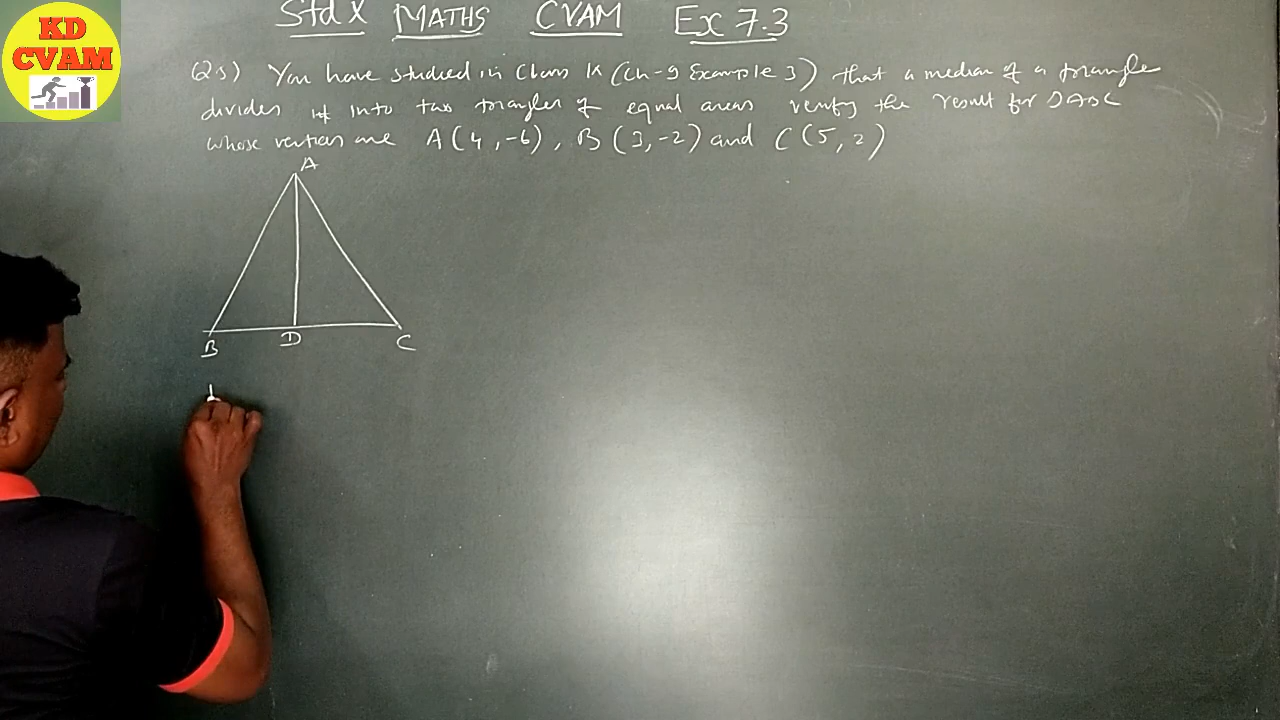 KD
CVAM
Std X MATHS CVAM Ex 7.3
Q.5) You have studied in Class IX (Ch-9 Example 3) that a median of a triangle
divides it into two triangles of equal areas verify the result for ΔABC
whose vertices are A(4,-6), B(3,-2) and C(5,2)
A
B D C